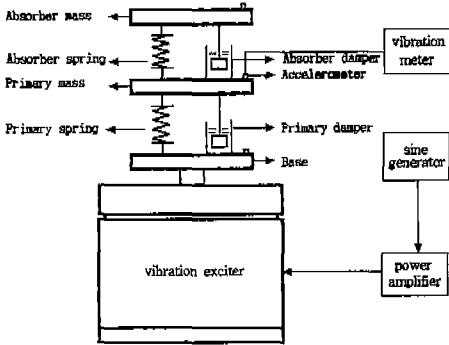 Absorber mass
Absorber spring
Primary mass
Primary spring
Absorber damper
Accelerometer
Primary damper
Base
vibration
meter
sine
generator
power
amplifier
vibration exciter